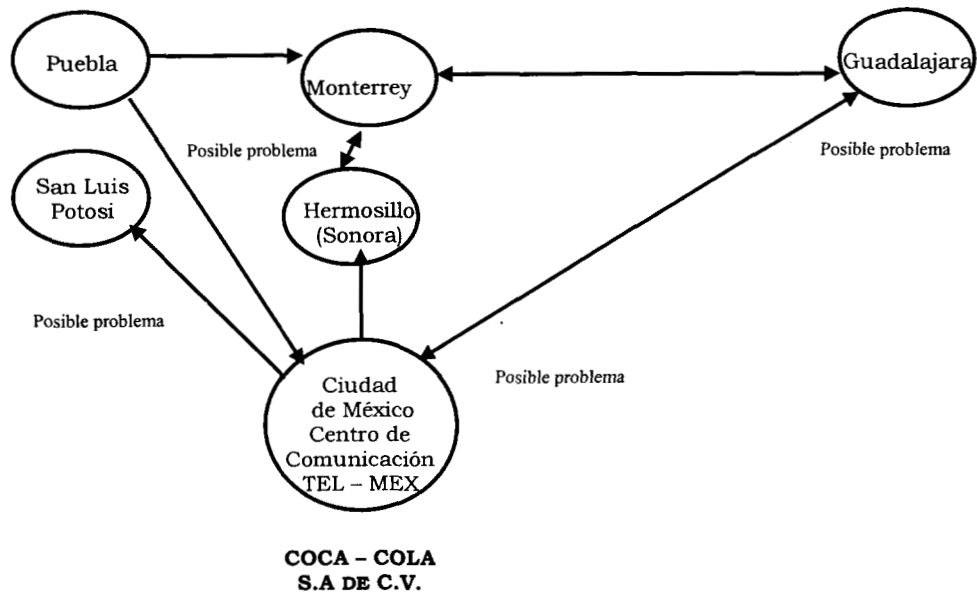 Puebla
Monterrey
Guadalajara
Posible problema
Posible problema
San Luis
Potosi
Hermosillo
(Sonora)
Posible problema
Posible problema
Ciudad
de México
Centro de
Comunicación
TEL – MEX
COCA – COLA
S.A DE C.V.